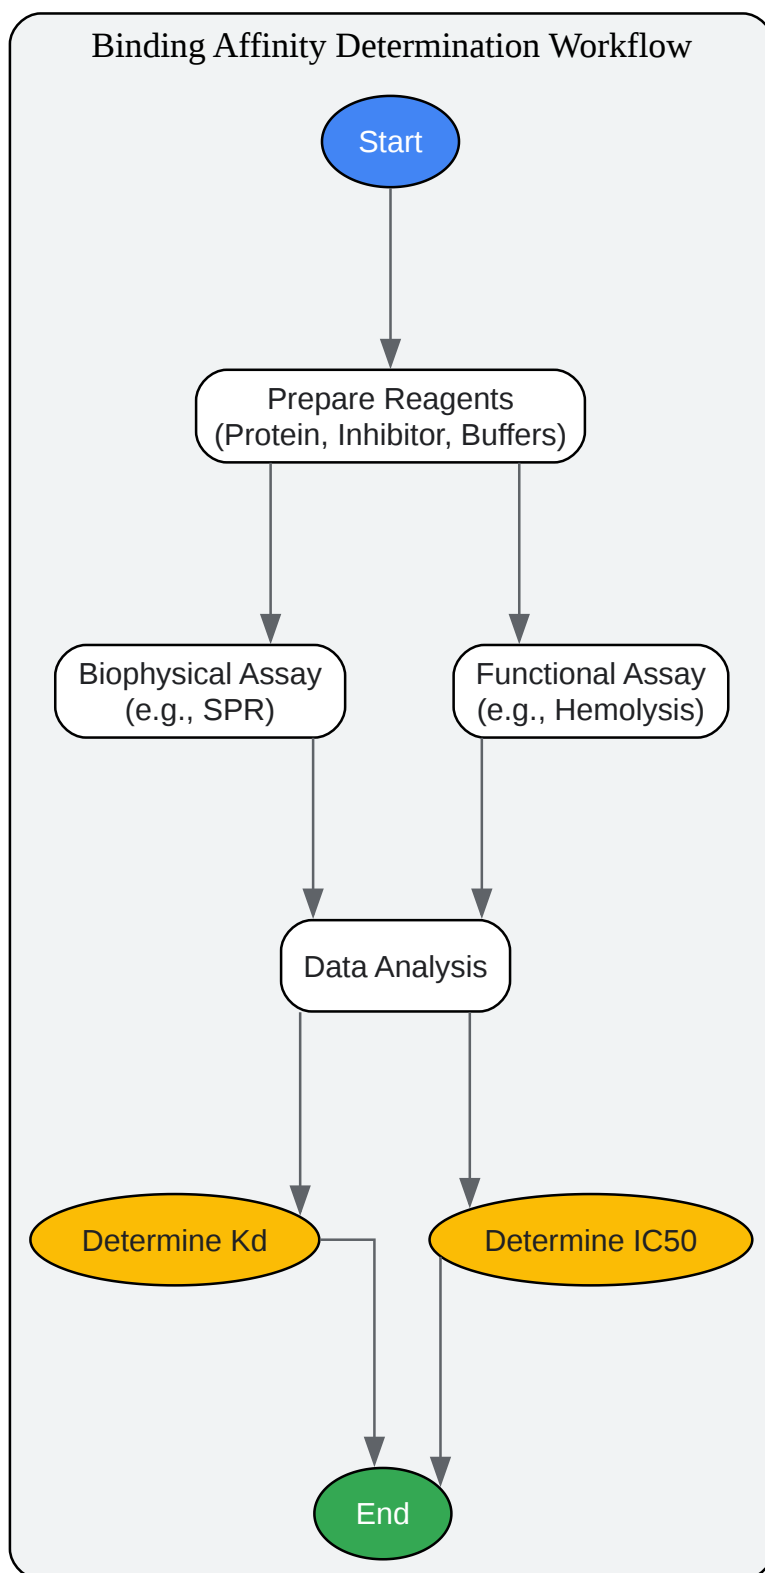 Binding Affinity Determination Workflow
Start
Prepare Reagents
(Protein, Inhibitor, Buffers)
Biophysical Assay
(e.g., SPR)
Functional Assay
(e.g., Hemolysis)
Data Analysis
Determine Kd
Determine IC50
End